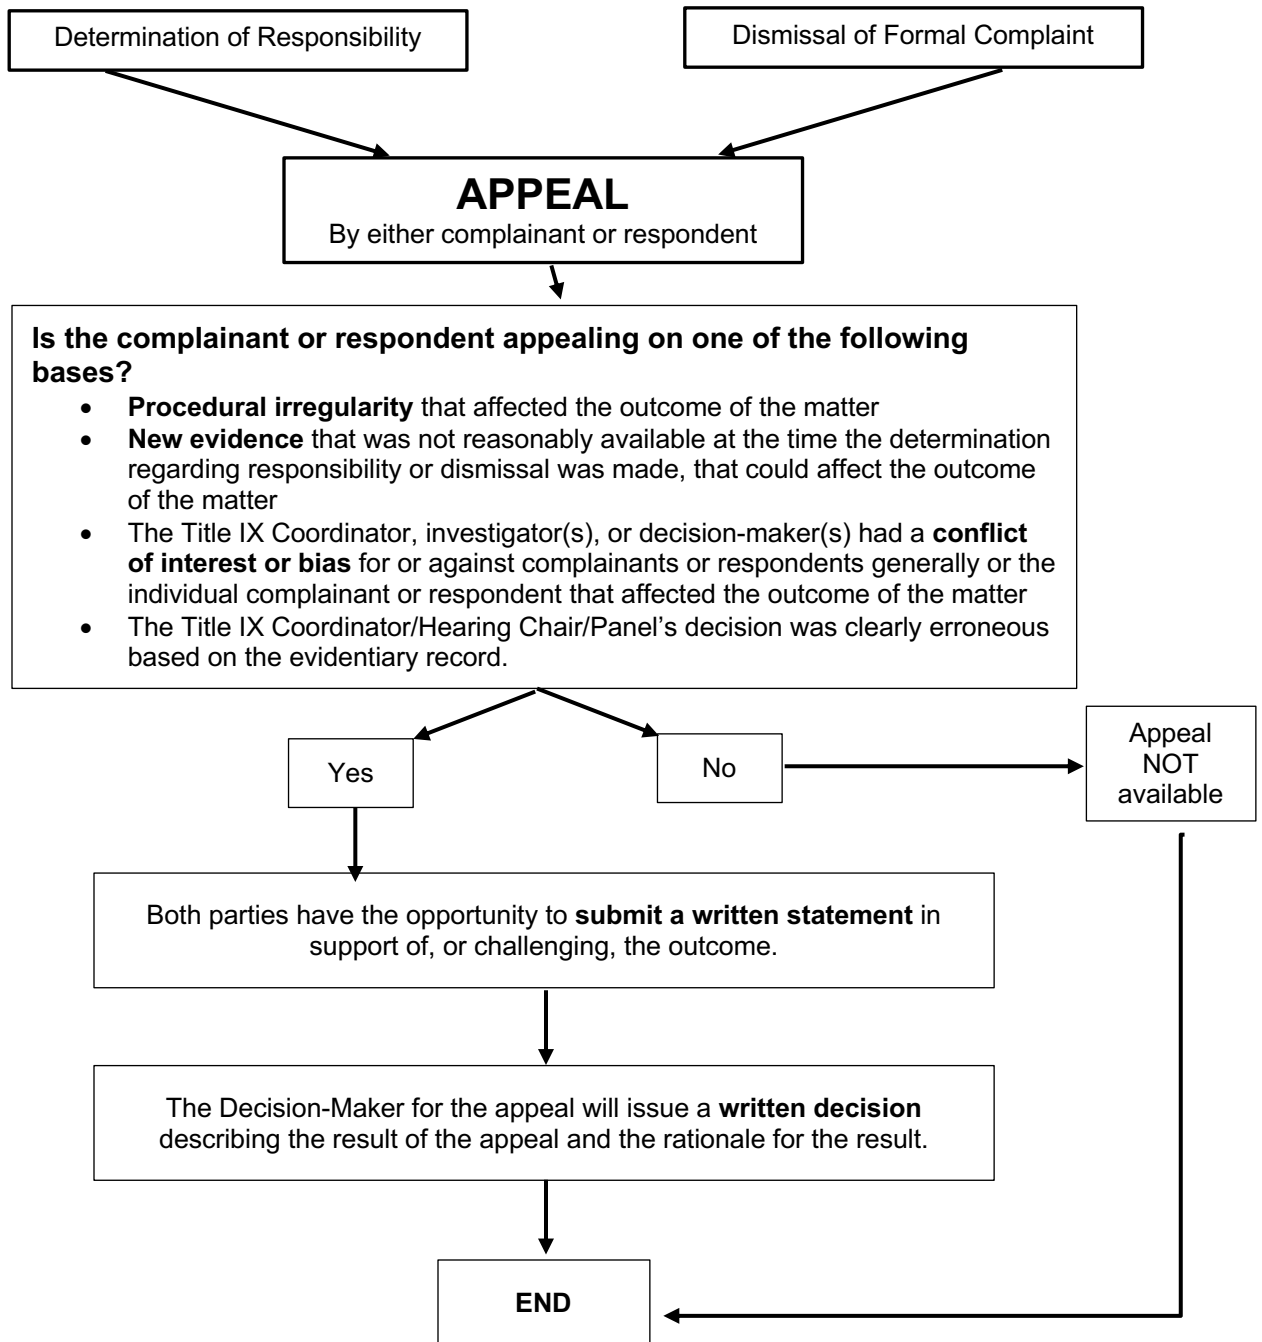 Determination of Responsibility
Dismissal of Formal Complaint
APPEAL
By either complainant or respondent
Is the complainant or respondent appealing on one of the following
bases?
• Procedural irregularity that affected the outcome of the matter
• New evidence that was not reasonably available at the time the determination
regarding responsibility or dismissal was made, that could affect the outcome
of the matter
• The Title IX Coordinator, investigator(s), or decision-maker(s) had a conflict
of interest or bias for or against complainants or respondents generally or the
individual complainant or respondent that affected the outcome of the matter
• The Title IX Coordinator/Hearing Chair/Panel’s decision was clearly erroneous
based on the evidentiary record.
Yes
No
Appeal
NOT
available
Both parties have the opportunity to submit a written statement in
support of, or challenging, the outcome.
The Decision-Maker for the appeal will issue a written decision
describing the result of the appeal and the rationale for the result.
END